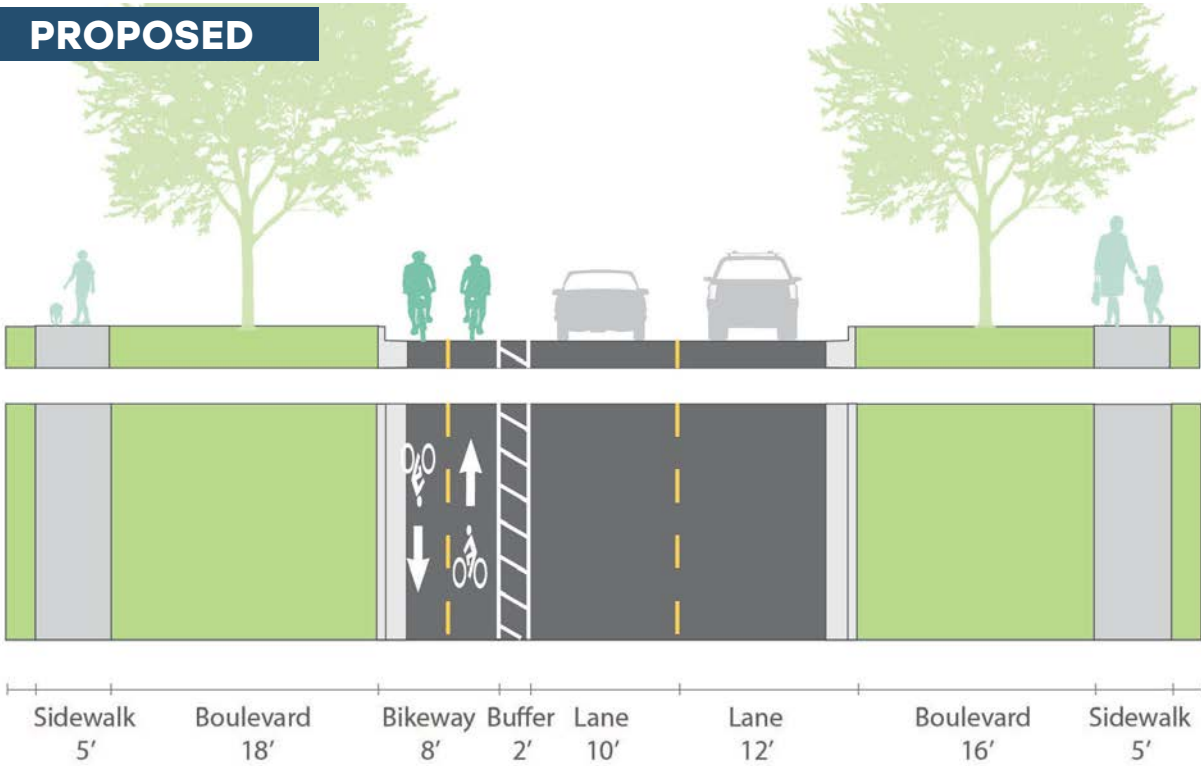 PROPOSED
Sidewalk Boulevard Bikeway Buffer Lane Lane Boulevard Sidewalk
5’ 18’ 8’ 2’ 10’ 12’ 16’ 5’